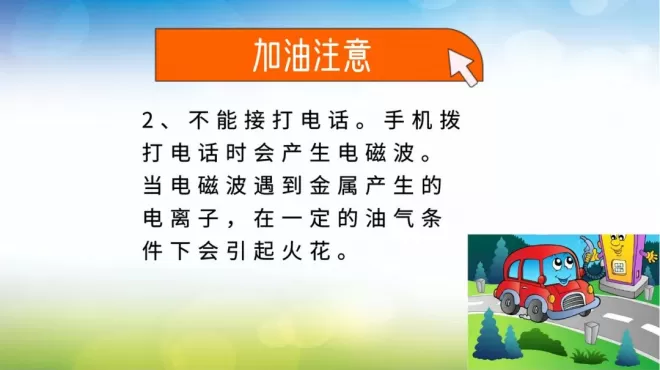 加油注意
2、不能接打电话。手机拨
打电话时会产生电磁波。
当电磁波遇到金属产生的
电离子，在一定的油气条
件下会引起火花。